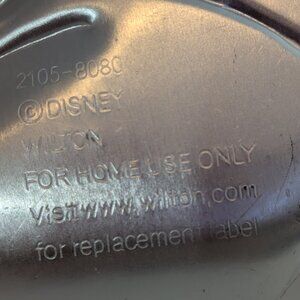 2105-8080
©DISNEY
WILTON
FOR HOME USE ONLY
Visit www.wilton.com
for replacement label